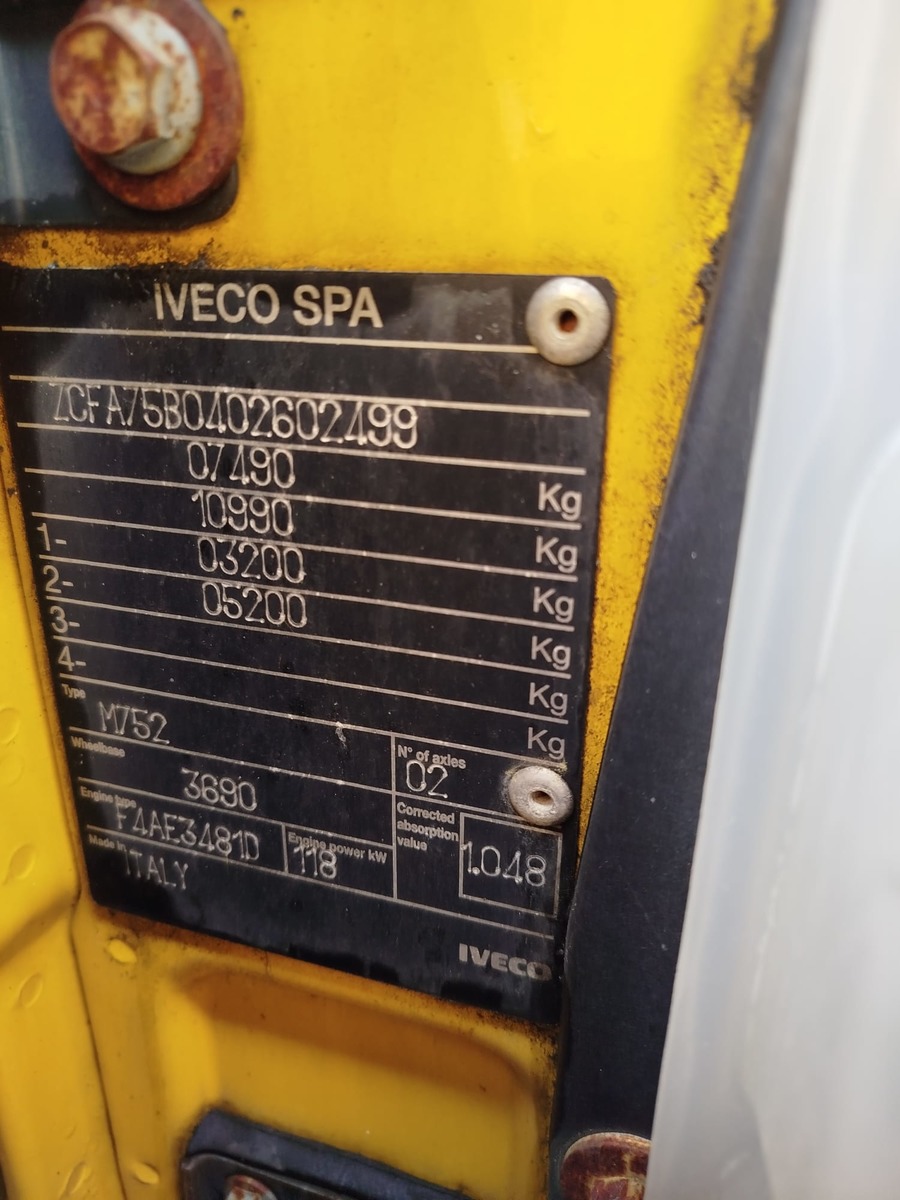 IVECO SPA
ZCFA75B0402602499
07490 Kg
10990 Kg
1- 03200 Kg
2- 05200 Kg
3- Kg
4- Kg
Type
M752
N° of axles
02
Wheelbase
3690
Corrected
absorption
value
1.048
Engine type
F4AE3481D
Engine power kW
118
Made in
ITALY
IVECO